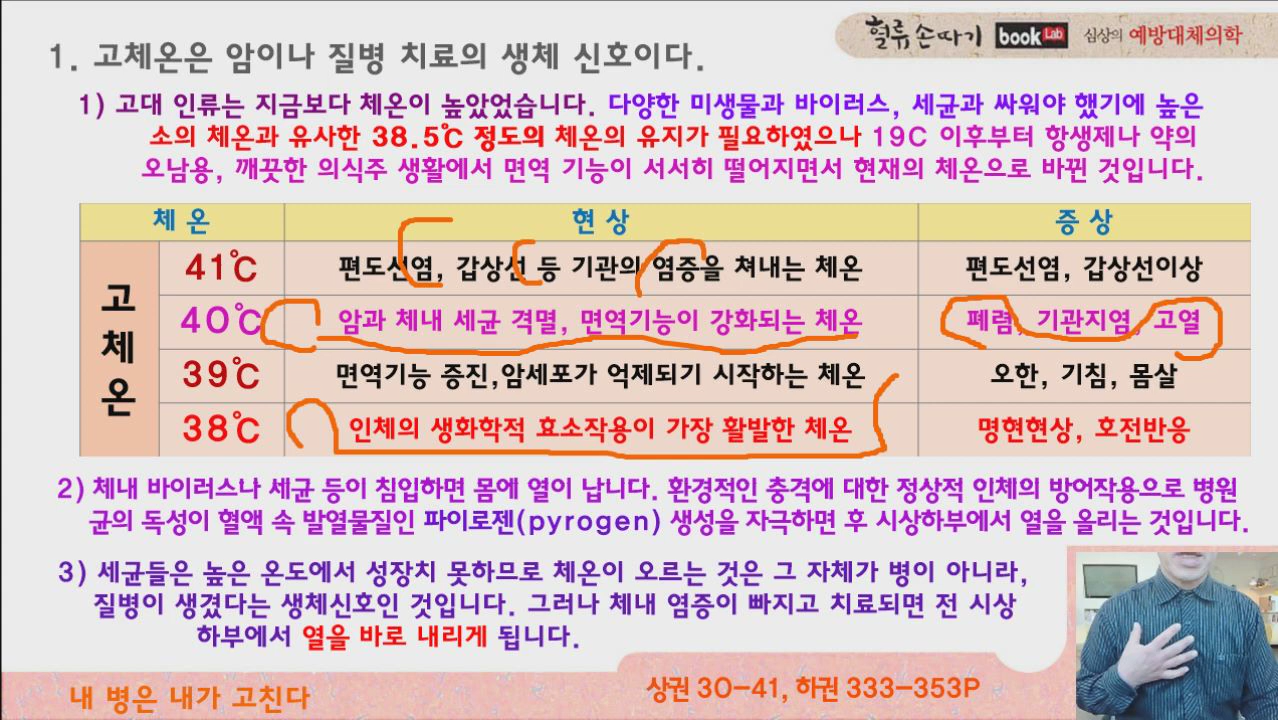 혈류 손따기 book Lab 심상의 예방대체의학
1. 고체온은 암이나 질병 치료의 생체 신호이다.
1) 고대 인류는 지금보다 체온이 높았었습니다. 다양한 미생물과 바이러스, 세균과 싸워야 했기에 높은
소의 체온과 유사한 38.5℃ 정도의 체온의 유지가 필요하였으나 19C 이후부터 항생제나 약의
오남용, 깨끗한 의식주 생활에서 면역 기능이 서서히 떨어지면서 현재의 체온으로 바뀐 것입니다.
체 온 현 상 증 상
고체온
41℃ 편도선염, 갑상선 등 기관의 염증을 쳐내는 체온 편도선염, 갑상선이상
40℃ 암과 체내 세균 격멸, 면역기능이 강화되는 체온 폐렴, 기관지염, 고열
39℃ 면역기능 증진,암세포가 억제되기 시작하는 체온 오한, 기침, 몸살
38℃ 인체의 생화학적 효소작용이 가장 활발한 체온 명현현상, 호전반응
2) 체내 바이러스나 세균 등이 침입하면 몸에 열이 납니다. 환경적인 충격에 대한 정상적 인체의 방어작용으로 병원
균의 독성이 혈액 속 발열물질인 파이로젠(pyrogen) 생성을 자극하면 후 시상하부에서 열을 올리는 것입니다.
3) 세균들은 높은 온도에서 성장치 못하므로 체온이 오르는 것은 그 자체가 병이 아니라,
질병이 생겼다는 생체신호인 것입니다. 그러나 체내 염증이 빠지고 치료되면 전 시상
하부에서 열을 바로 내리게 됩니다.
내 병은 내가 고친다
상권 30-41, 하권 333-353P